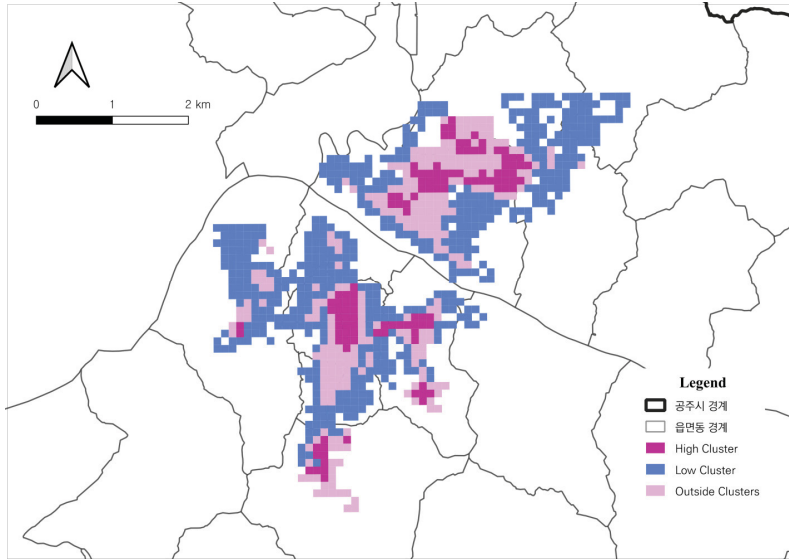 0 1 2 km
Legend
공주시 경계
읍면동 경계
High Cluster
Low Cluster
Outside Clusters